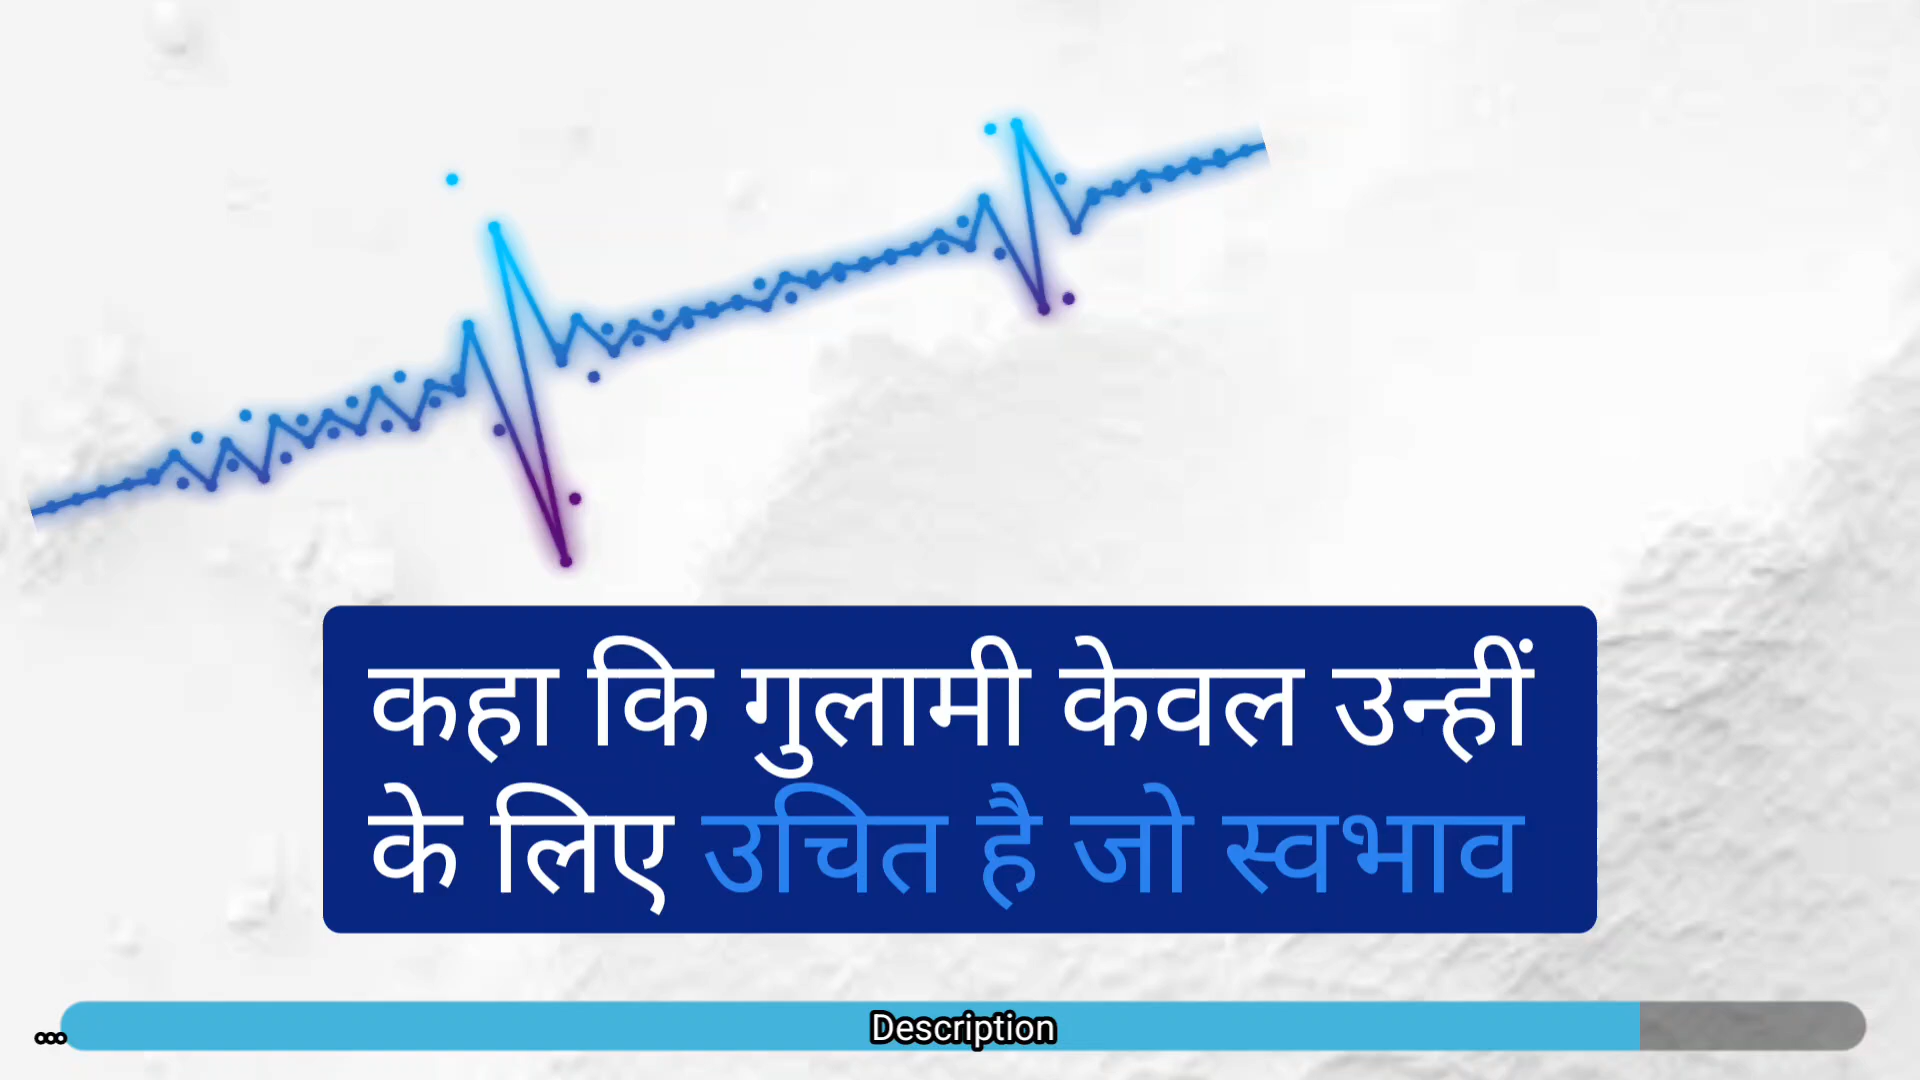 कहा कि गुलामी केवल उन्हीं
के लिए उचित है जो स्वभाव
... Description